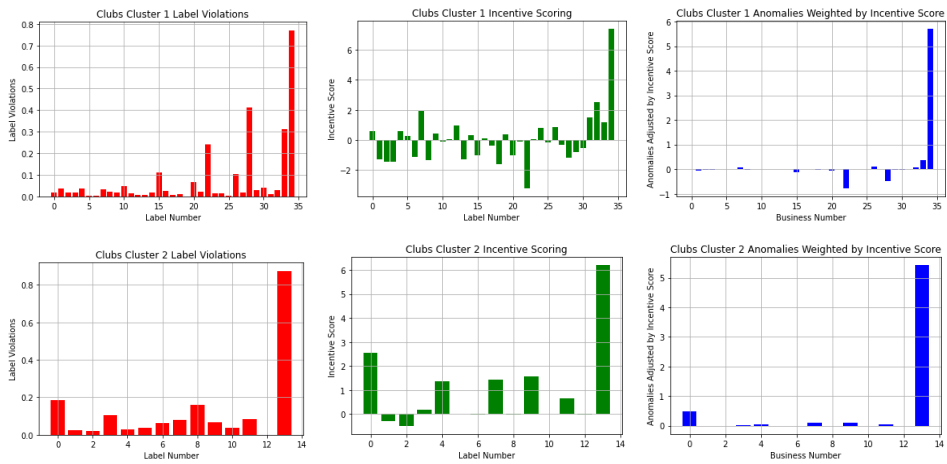 Clubs Cluster 1 Label Violations
Label Violations
0.8
0.7
0.6
0.5
0.4
0.3
0.2
0.1
0.0
0 5 10 15 20 25 30 35
Label Number
Clubs Cluster 1 Incentive Scoring
Incentive Score
6
4
2
0
−2
0 5 10 15 20 25 30 35
Label Number
Clubs Cluster 1 Anomalies Weighted by Incentive Score
Anomalies Adjusted by Incentive Score
6
5
4
3
2
1
0
−1
0 5 10 15 20 25 30 35
Business Number
Clubs Cluster 2 Label Violations
Label Violations
0.8
0.6
0.4
0.2
0.0
0 2 4 6 8 10 12 14
Label Number
Clubs Cluster 2 Incentive Scoring
Incentive Score
6
5
4
3
2
1
0
0 2 4 6 8 10 12 14
Label Number
Clubs Cluster 2 Anomalies Weighted by Incentive Score
Anomalies Adjusted by Incentive Score
5
4
3
2
1
0
0 2 4 6 8 10 12 14
Business Number